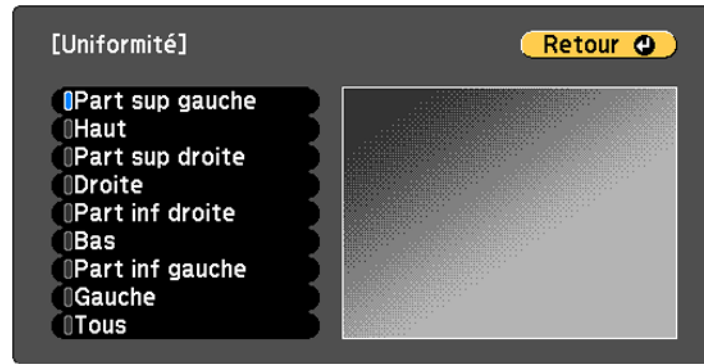 [Uniformité]
Retour
Part sup gauche
Haut
Part sup droite
Droite
Part inf droite
Bas
Part inf gauche
Gauche
Tous